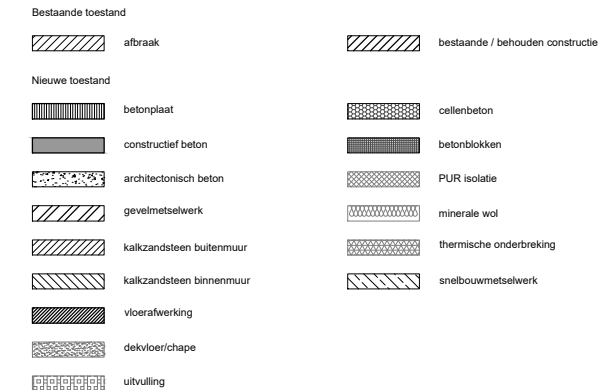 Bestaande toestand
afbraak
bestaande / behouden constructie
Nieuwe toestand
betonplaat
cellenbeton
constructief beton
betonblokken
architectonisch beton
PUR isolatie
gevelmetselwerk
minerale wol
kalkzandsteen buitenmuur
thermische onderbreking
kalkzandsteen binnenmuur
snelbouwmetselwerk
vloerafwerking
dekvloer/chape
uitvulling